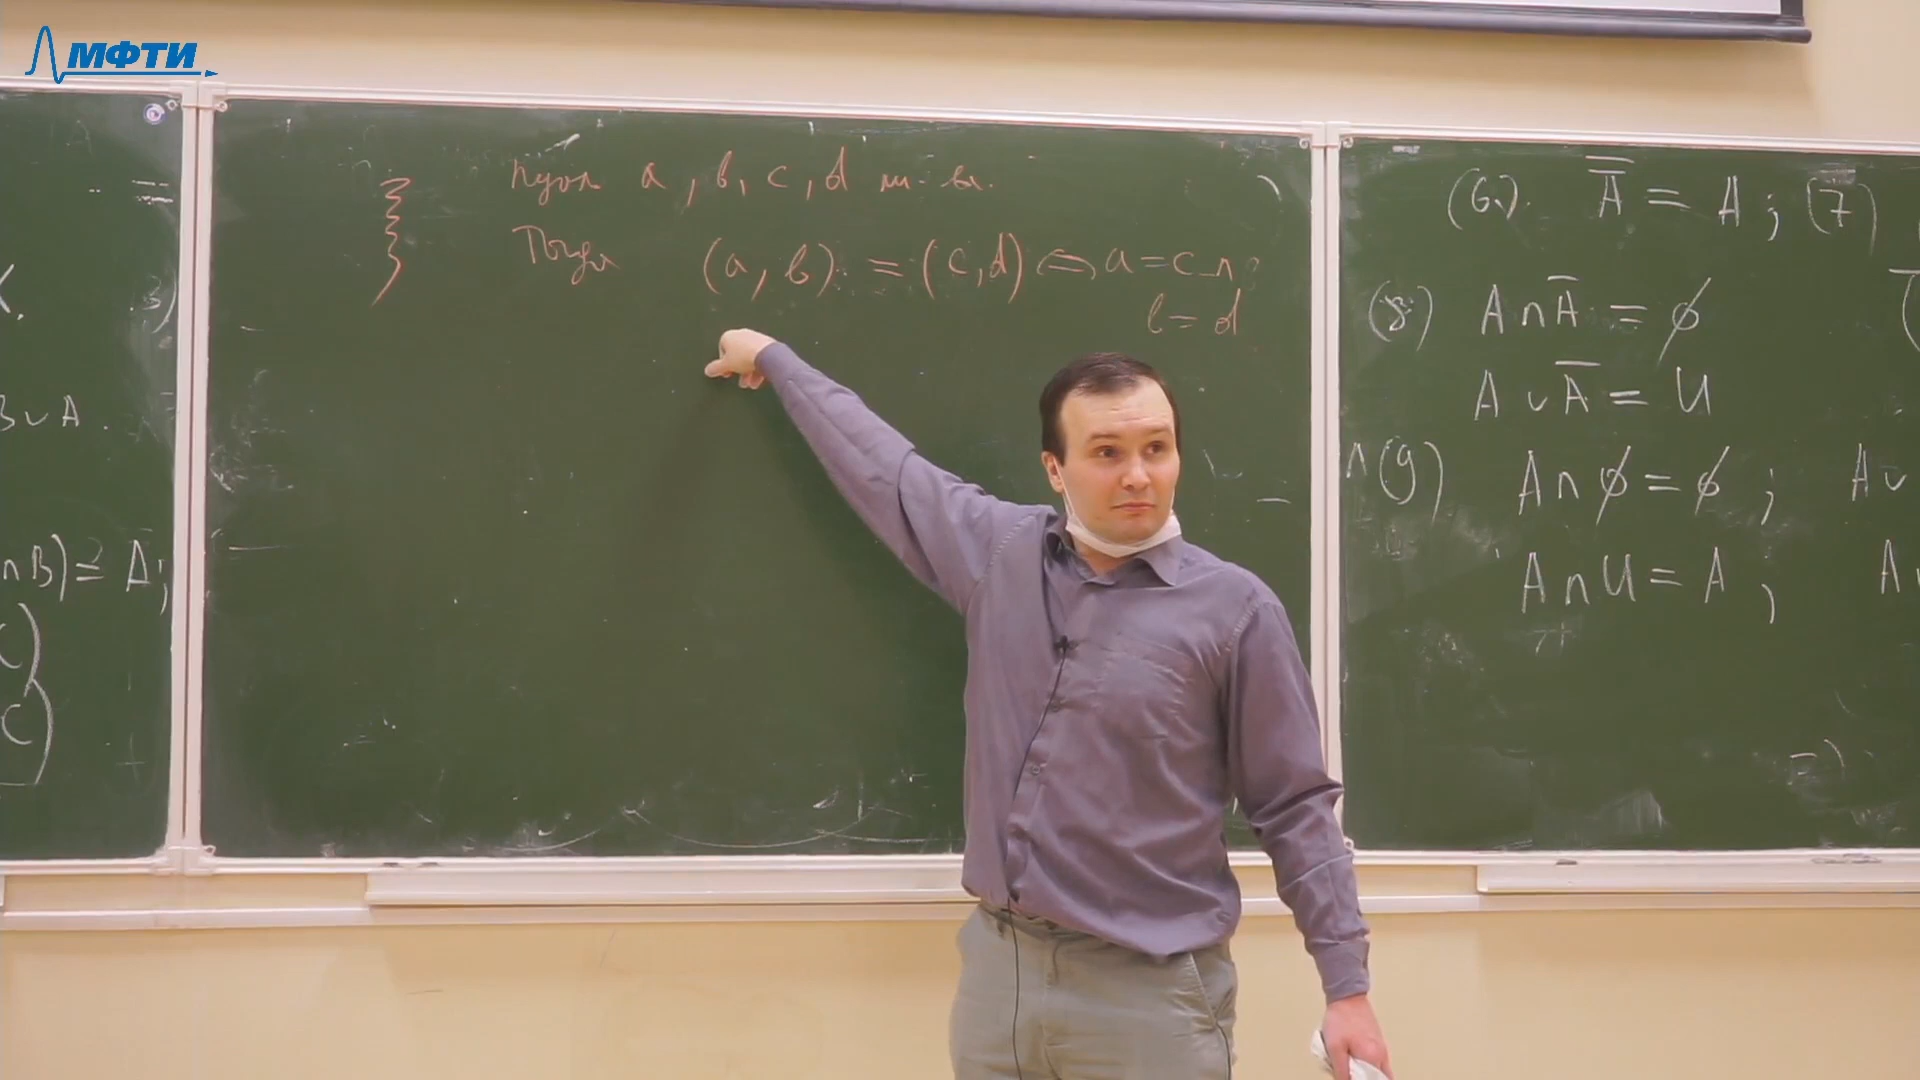 МФТИ
B∪A.
∩B) = A;
C)
C)
Пусть a, b, c, d м-ва.
Тогда (a, b) = (c, d) ⇔ a = c ∧
b = d
(6). A̿ = A; (7)
(8) A∩A̅ = ∅
A∪A̅ = U
(9) A∩∅ = ∅; A∪
A∩U = A,